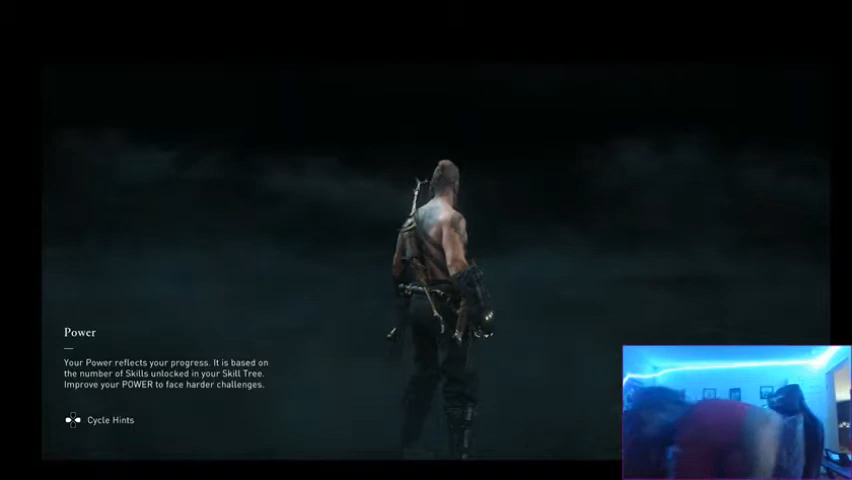 Power
Your Power reflects your progress. It is based on
the number of Skills unlocked in your Skill Tree.
Improve your POWER to face harder challenges.
Cycle Hints